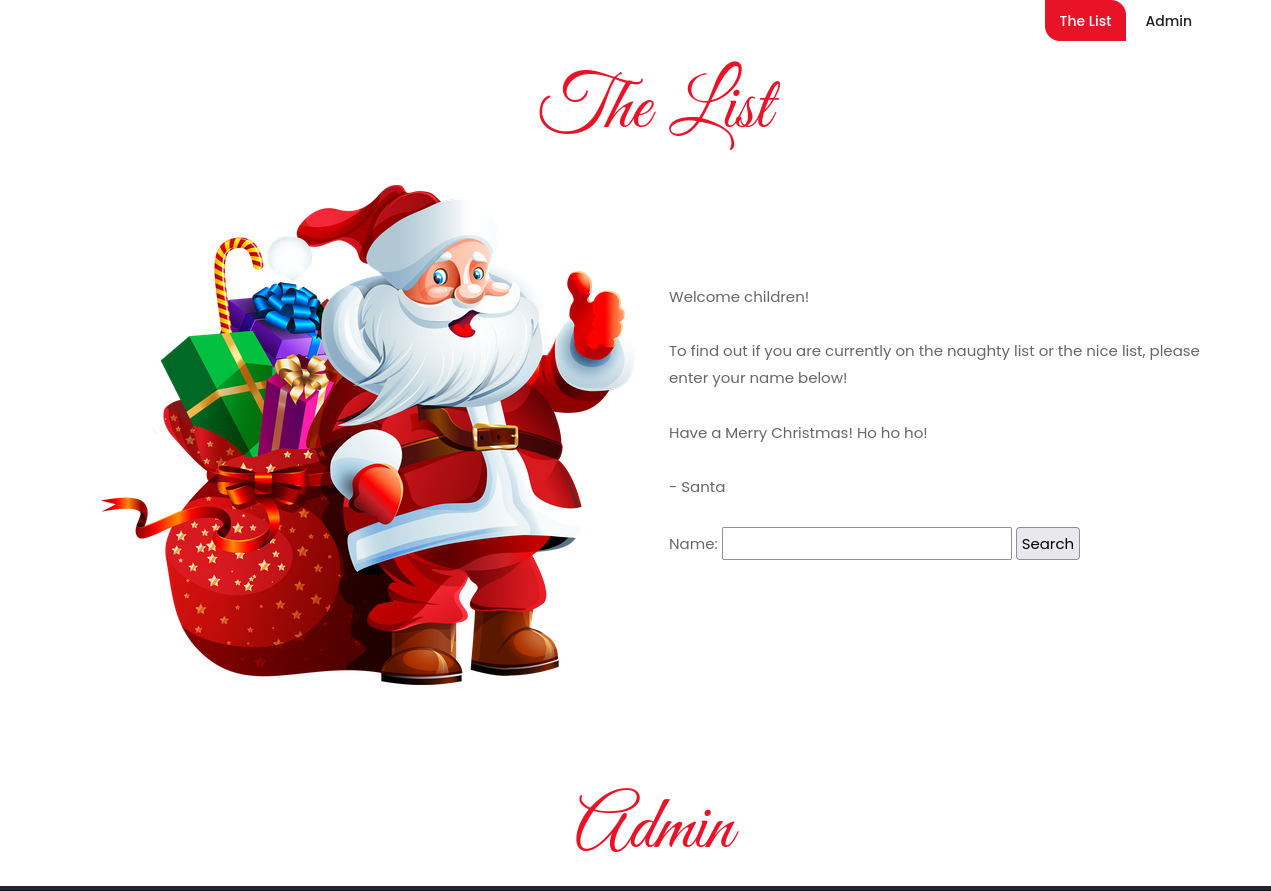 The List
Admin
The List
Welcome children!
To find out if you are currently on the naughty list or the nice list, please
enter your name below!
Have a Merry Christmas! Ho ho ho!
- Santa
Name:
Search
Admin